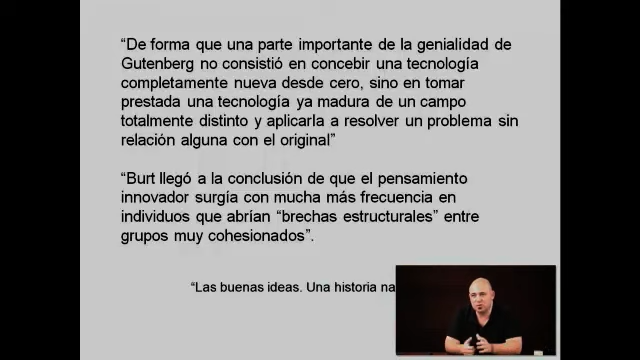 “De forma que una parte importante de la genialidad de
Gutenberg no consistió en concebir una tecnología
completamente nueva desde cero, sino en tomar
prestada una tecnología ya madura de un campo
totalmente distinto y aplicarla a resolver un problema sin
relación alguna con el original”
“Burt llegó a la conclusión de que el pensamiento
innovador surgía con mucha más frecuencia en
individuos que abrían “brechas estructurales” entre
grupos muy cohesionados”.
“Las buenas ideas. Una historia